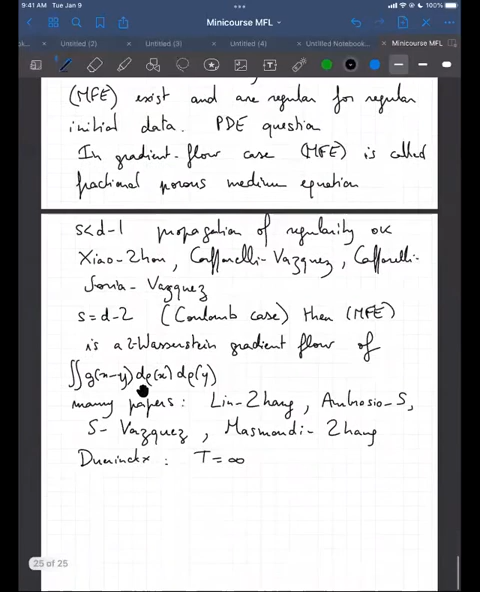 9:41 AM Tue Jan 9
100%
Minicourse MFL
Untitled (2)
Untitled (3)
Untitled (4)
Untitled Notebook...
Minicourse MFL
(MFE) exist and are regular for regular
initial data. PDE question
In gradient-flow case (MFE) is called
fractional porous medium equation
s<d-1 propagation of regularity ok
Xiao-Zhou, Caffarelli-Vazquez, Caffarelli-
Soria-Vazquez
s=d-2 (Coulomb case) then (MFE)
is a 2-Wasserstein gradient flow of
∬g(x-y)dρ(x)dρ(y)
many papers: Lin-Zhang, Ambrosio-S,
S-Vazquez, Masmoudi-Zhang
Duerinckx: T=∞
25 of 25